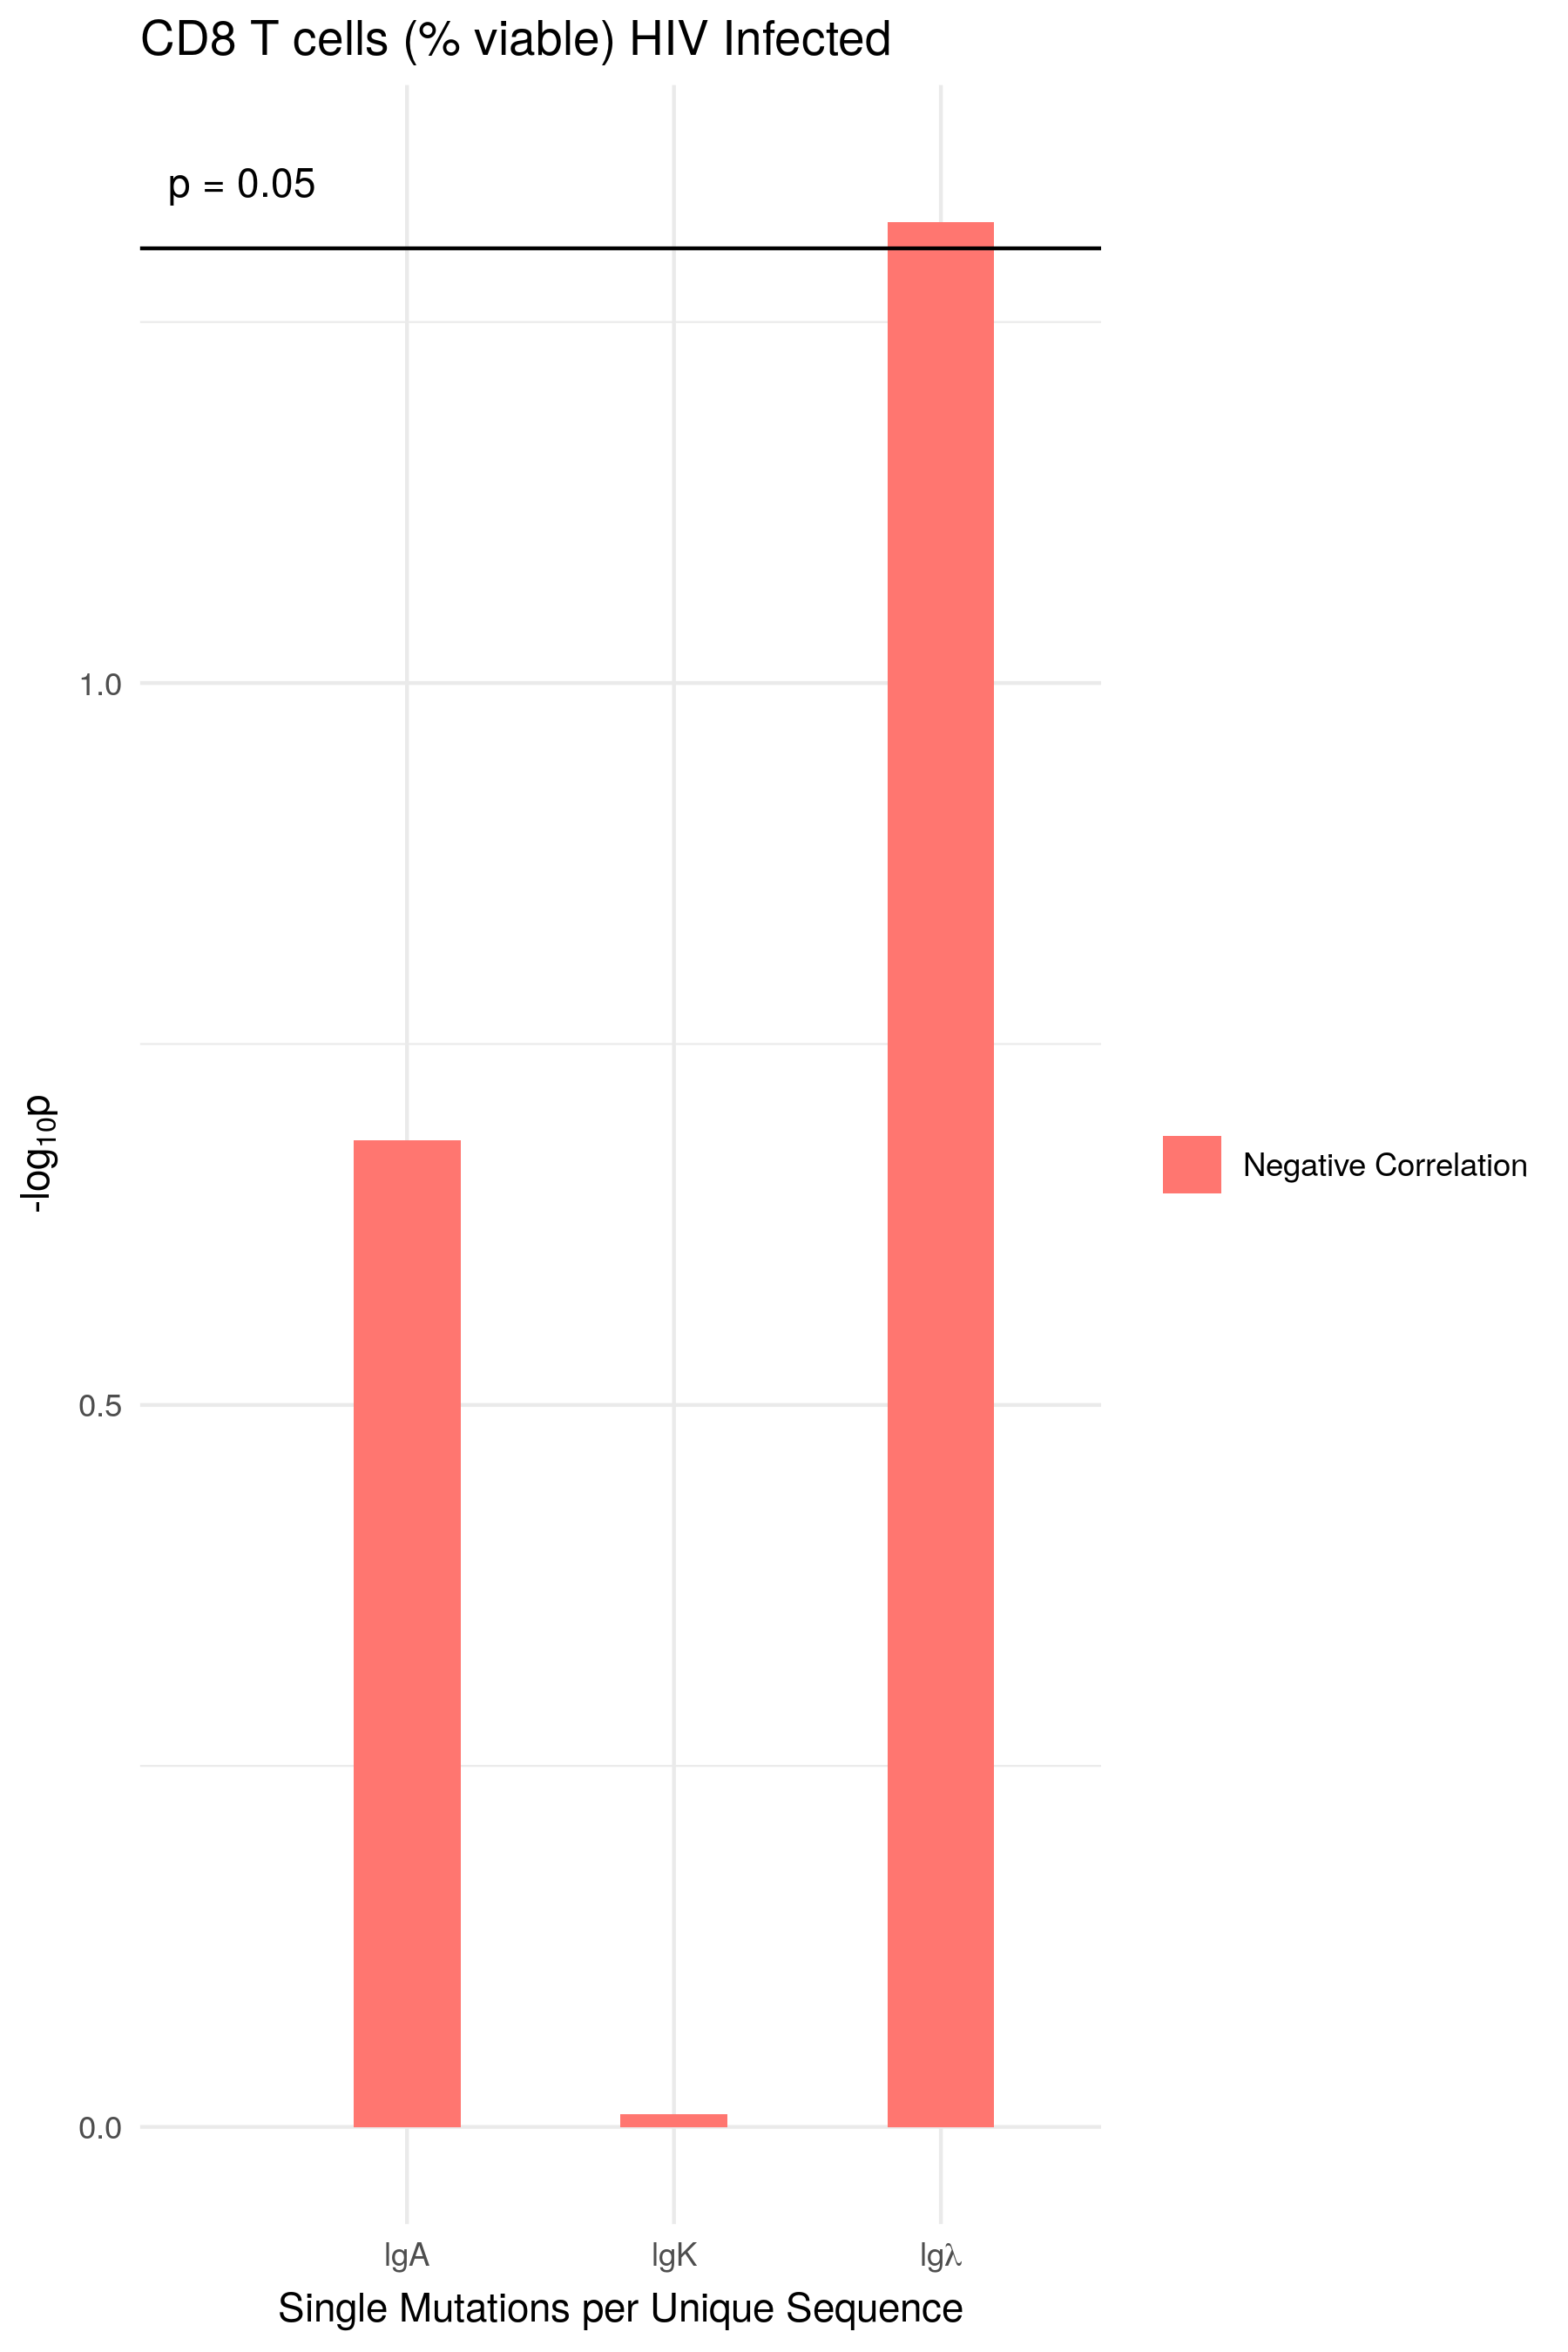 CD8 T cells (% viable) HIV Infected
p = 0.05
1.0
0.5
0.0
-log₁₀p
Negative Correlation
IgA
IgK
Igλ
Single Mutations per Unique Sequence